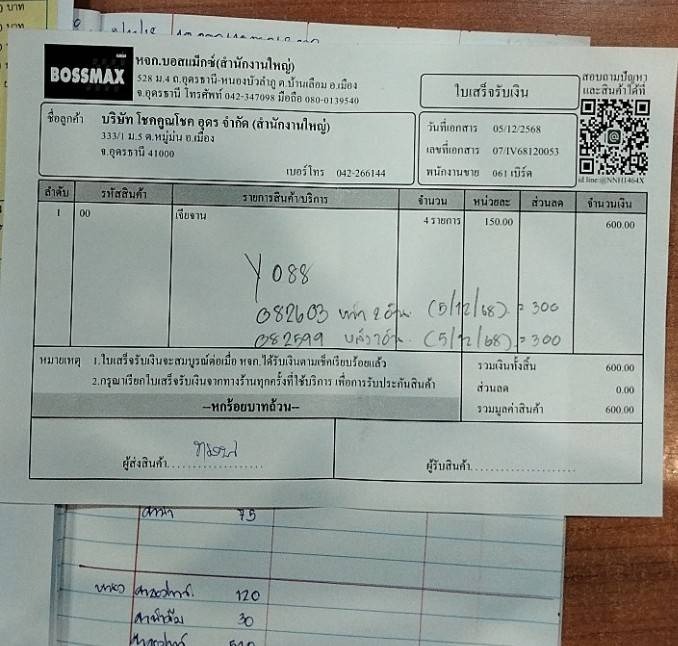 BOSSMAX
หจก.บอสแม็กซ์(สำนักงานใหญ่)
528 ม.4 ถ.อุดรธานี-หนองบัวลำภู ต.บ้านเลื่อม อ.เมือง
จ.อุดรธานี โทรศัพท์ 042-347098 มือถือ 080-0139540
ใบเสร็จรับเงิน
สอบถามปัญหา
และสินค้าได้ที่
id line:@NNH1464X
ชื่อลูกค้า บริษัท โชคคูณโชค อุดร จำกัด (สำนักงานใหญ่)
333/1 ม.5 ต.หมู่ม่น อ.เมือง
จ.อุดรธานี 41000
เบอร์โทร 042-266144
วันที่เอกสาร 05/12/2568
เลขที่เอกสาร 07/IV68120053
พนักงานขาย 061 เบิร์ด
ลำดับ รหัสสินค้า รายการสินค้า/บริการ จำนวน หน่วยละ ส่วนลด จำนวนเงิน
1 00 เจียจาน 4 รายการ 150.00 600.00
Y 088
082603 (5/12/68) = 300
082599 (5/12/68) = 300
หมายเหตุ 1.ใบเสร็จรับเงินจะสมบูรณ์ต่อเมื่อ หจก.ได้รับเงินตามเช็คเรียบร้อยแล้ว
2.กรุณาเรียกใบเสร็จรับเงินจากทางร้านทุกครั้งที่ใช้บริการ เพื่อการรับประกันสินค้า
--หกร้อยบาทถ้วน--
รวมเงินทั้งสิ้น 600.00
ส่วนลด 0.00
รวมมูลค่าสินค้า 600.00
ผู้ส่งสินค้า....................
ผู้รับสินค้า......................
75
120
30